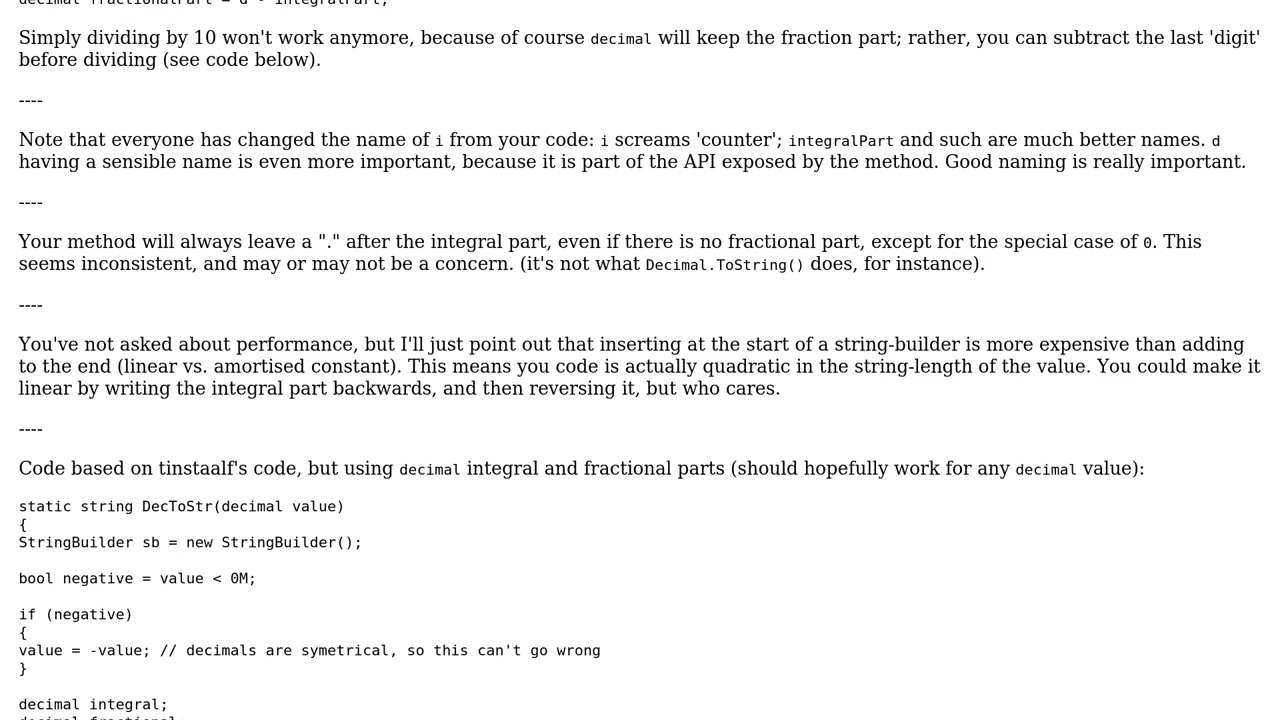 decimal fractionalPart = d - integralPart;
Simply dividing by 10 won't work anymore, because of course decimal will keep the fraction part; rather, you can subtract the last 'digit'
before dividing (see code below).
----
Note that everyone has changed the name of i from your code: i screams 'counter'; integralPart and such are much better names. d
having a sensible name is even more important, because it is part of the API exposed by the method. Good naming is really important.
----
Your method will always leave a "." after the integral part, even if there is no fractional part, except for the special case of 0. This
seems inconsistent, and may or may not be a concern. (it's not what Decimal.ToString() does, for instance).
----
You've not asked about performance, but I'll just point out that inserting at the start of a string-builder is more expensive than adding
to the end (linear vs. amortised constant). This means you code is actually quadratic in the string-length of the value. You could make it
linear by writing the integral part backwards, and then reversing it, but who cares.
----
Code based on tinstaalf's code, but using decimal integral and fractional parts (should hopefully work for any decimal value):
static string DecToStr(decimal value)
{
StringBuilder sb = new StringBuilder();
bool negative = value < 0M;
if (negative)
{
value = -value; // decimals are symetrical, so this can't go wrong
}
decimal integral;
decimal fractional;